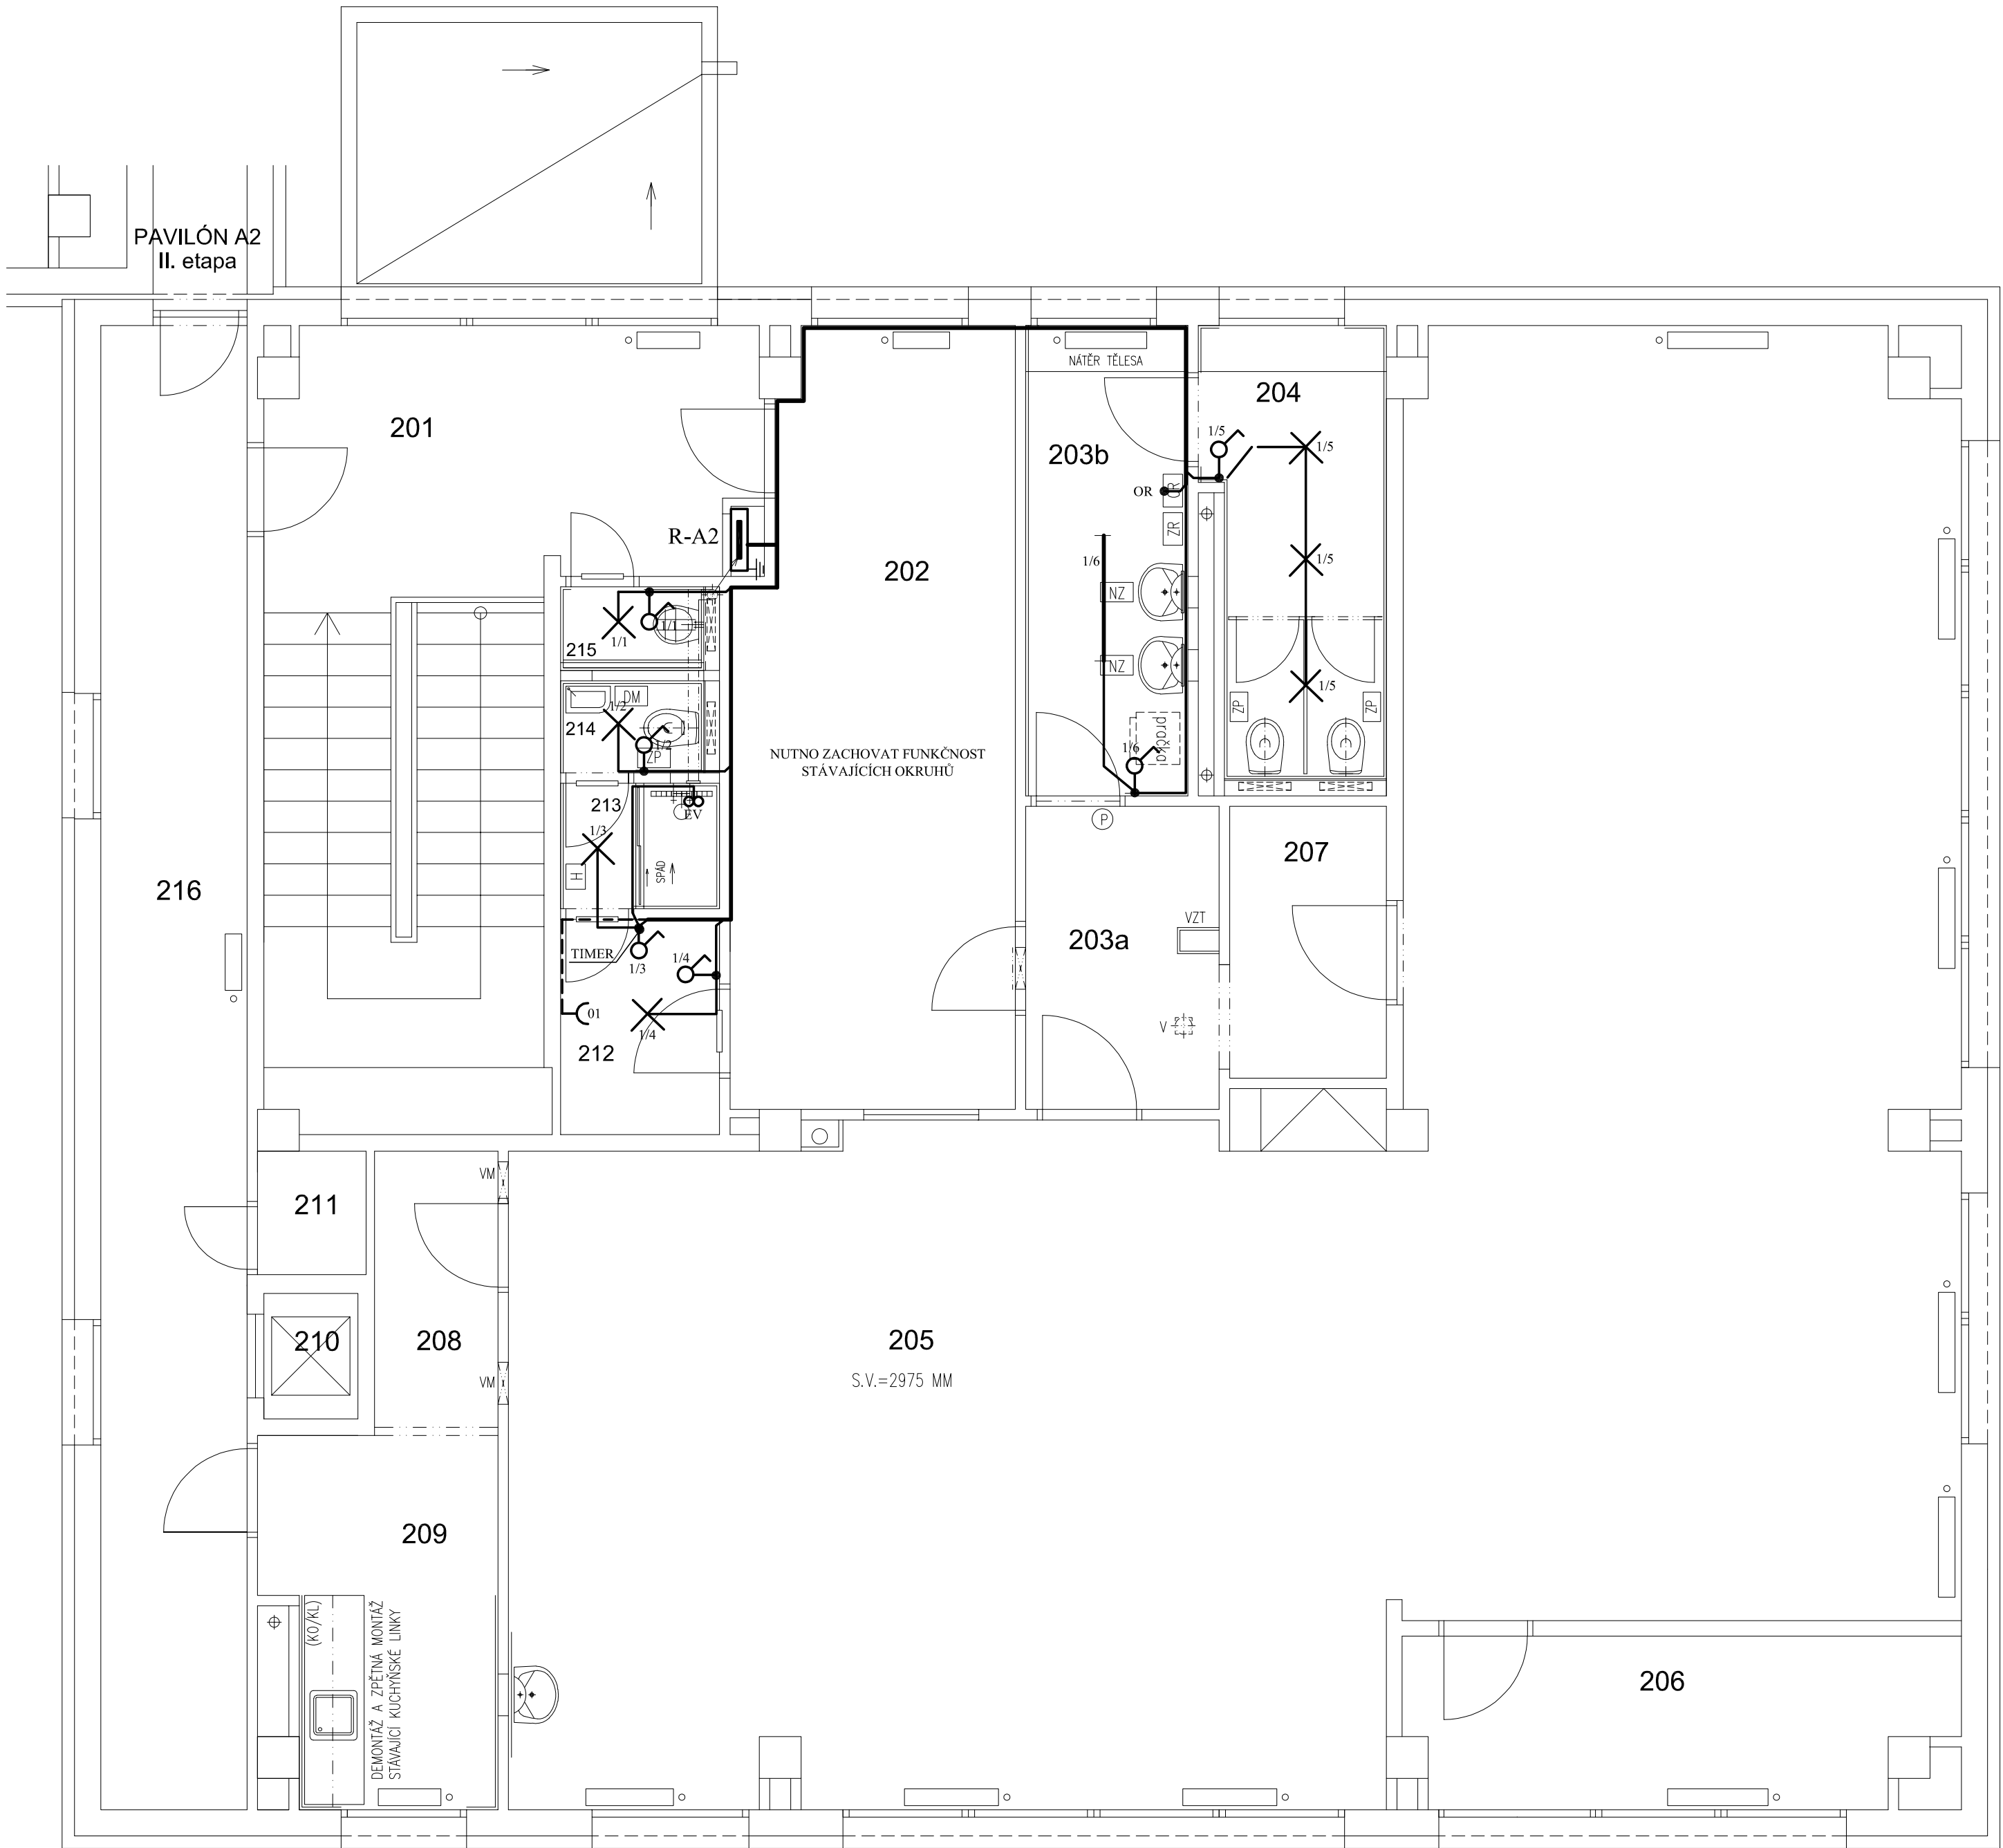 PAVILÓN A2
II. etapa
NÁTĚR TĚLESA
201
204
203b
1/5
1/5
OR
OR
ZR
R-A2
202
1/6
1/5
NZ
NZ
1/1
1/1
215
DM
1/2
214
1/2
ZP
1/5
ZP
ZP
pračka
1/6
NUTNO ZACHOVAT FUNKČNOST
STÁVAJÍCÍCH OKRUHŮ
213
EV
1/3
P
H
SPÁD
207
216
VZT
203a
TIMER
1/3
1/4
01
1/4
V
212
VM
211
210
208
VM
205
S.V.=2975 MM
209
(KO/KL)
DEMONTÁŽ A ZPĚTNÁ MONTÁŽ
STÁVAJÍCÍ KUCHYŇSKÉ LINKY
206